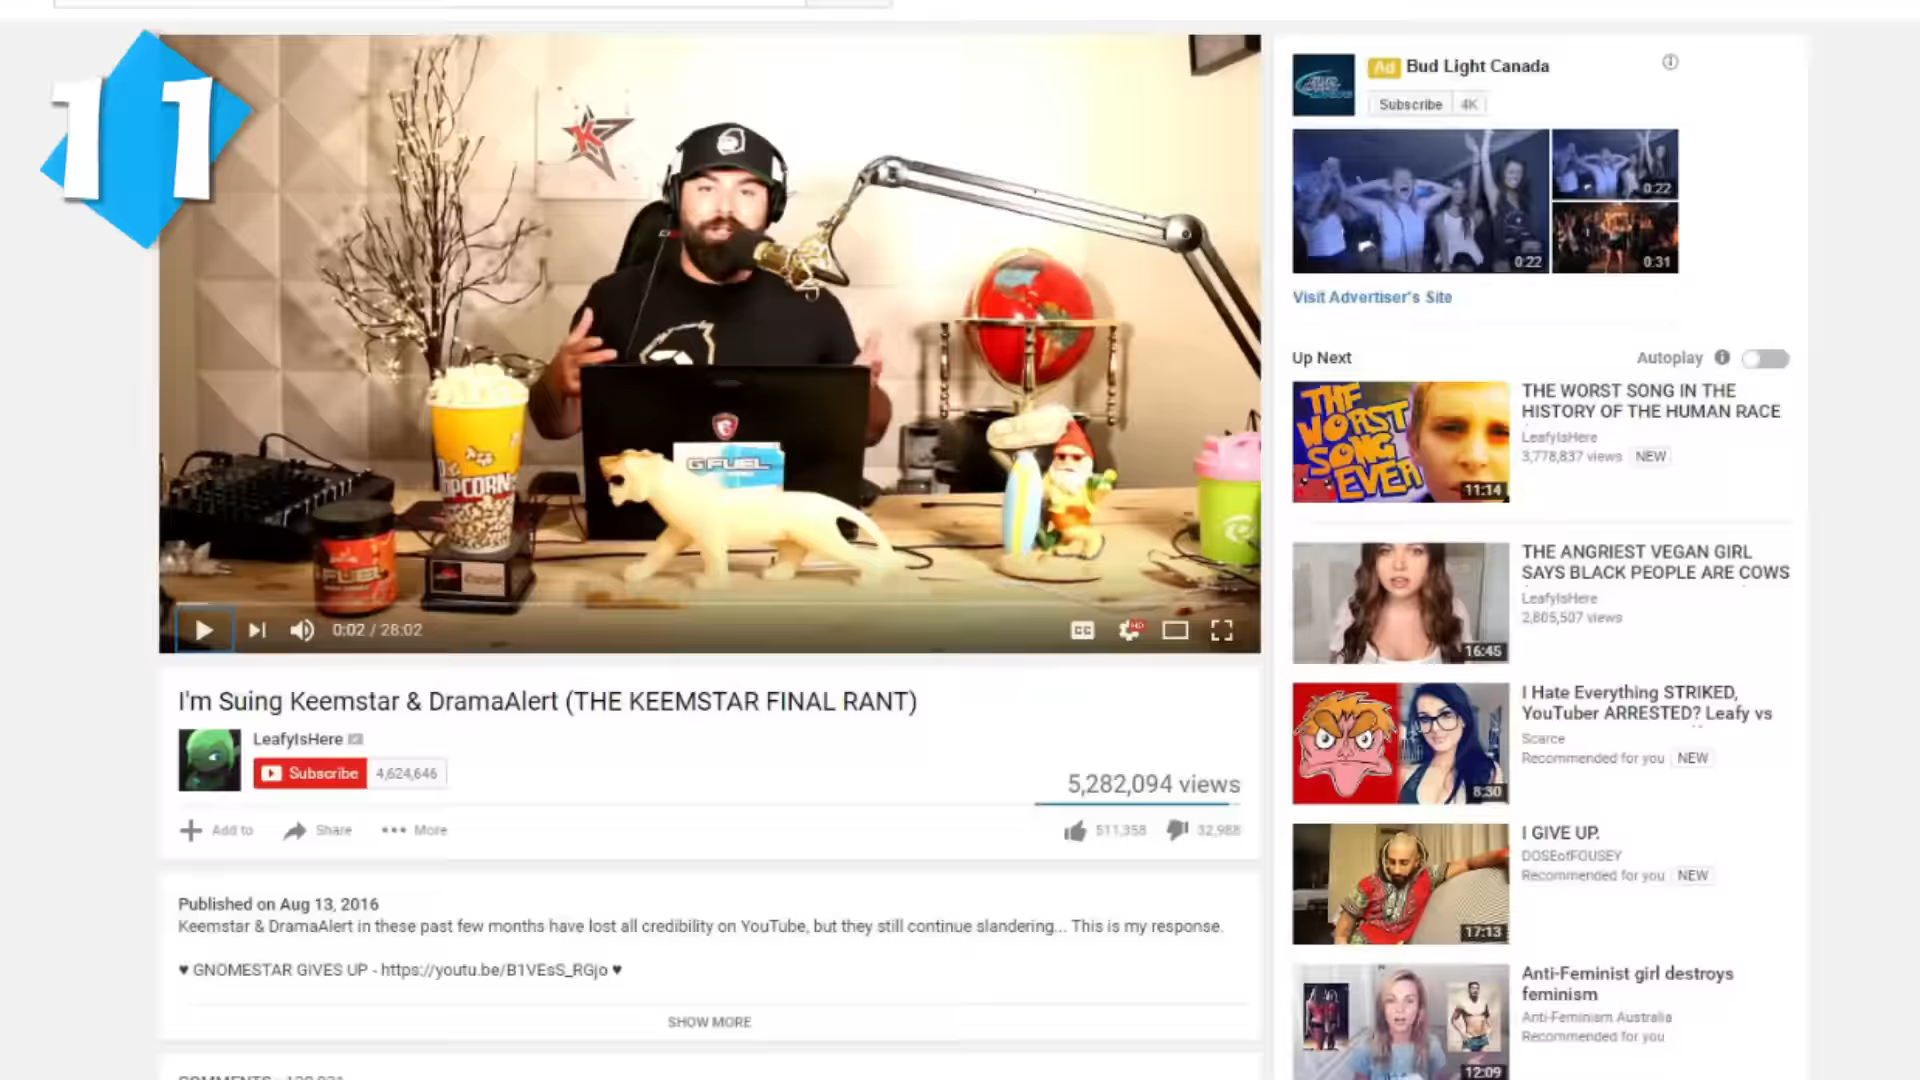 11
K
POPCORN
G FUEL
G FUEL
0:02 / 28:02
CC
HD
I'm Suing Keemstar & DramaAlert (THE KEEMSTAR FINAL RANT)
LeafyIsHere
Subscribe 4,624,646
5,282,094 views
Add to Share More
511,358 32,988
Published on Aug 13, 2016
Keemstar & DramaAlert in these past few months have lost all credibility on YouTube, but they still continue slandering... This is my response.
♥ GNOMESTAR GIVES UP - https://youtu.be/B1VEsS_RGjo ♥
SHOW MORE
Ad Bud Light Canada
Subscribe 4K
0:22
0:22
0:31
Visit Advertiser's Site
Up Next Autoplay
THE WORST SONG EVER
11:14
THE WORST SONG IN THE
HISTORY OF THE HUMAN RACE
LeafyIsHere
3,778,837 views NEW
16:45
THE ANGRIEST VEGAN GIRL
SAYS BLACK PEOPLE ARE COWS
LeafyIsHere
2,805,507 views
8:30
I Hate Everything STRIKED,
YouTuber ARRESTED? Leafy vs
Scarce
Recommended for you NEW
17:13
I GIVE UP.
DOSEofFOUSEY
Recommended for you NEW
12:09
Anti-Feminist girl destroys
feminism
Anti-Feminism Australia
Recommended for you